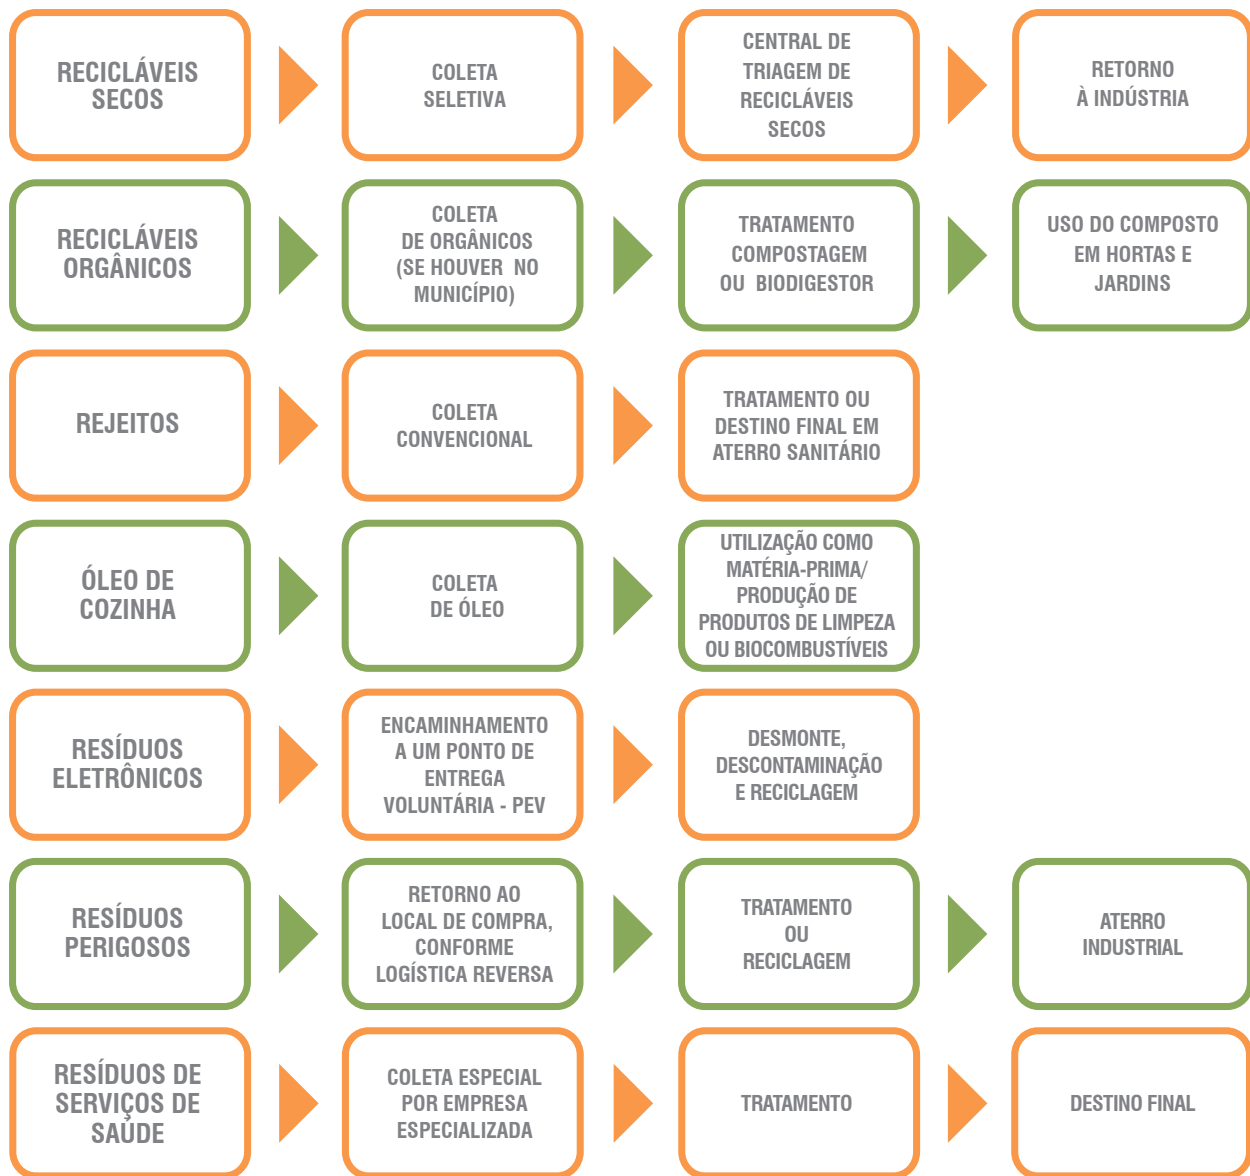 RECICLÁVEIS
SECOS
COLETA
SELETIVA
CENTRAL DE
TRIAGEM DE
RECICLÁVEIS
SECOS
RETORNO
À INDÚSTRIA
RECICLÁVEIS
ORGÂNICOS
COLETA
DE ORGÂNICOS
(SE HOUVER NO
MUNICÍPIO)
TRATAMENTO
COMPOSTAGEM
OU BIODIGESTOR
USO DO COMPOSTO
EM HORTAS E
JARDINS
REJEITOS
COLETA
CONVENCIONAL
TRATAMENTO OU
DESTINO FINAL EM
ATERRO SANITÁRIO
ÓLEO DE
COZINHA
COLETA
DE ÓLEO
UTILIZAÇÃO COMO
MATÉRIA-PRIMA/
PRODUÇÃO DE
PRODUTOS DE LIMPEZA
OU BIOCOMBUSTÍVEIS
RESÍDUOS
ELETRÔNICOS
ENCAMINHAMENTO
A UM PONTO DE
ENTREGA
VOLUNTÁRIA - PEV
DESMONTE,
DESCONTAMINAÇÃO
E RECICLAGEM
RESÍDUOS
PERIGOSOS
RETORNO AO
LOCAL DE COMPRA,
CONFORME
LOGÍSTICA REVERSA
TRATAMENTO
OU
RECICLAGEM
ATERRO
INDUSTRIAL
RESÍDUOS DE
SERVIÇOS DE
SAÚDE
COLETA ESPECIAL
POR EMPRESA
ESPECIALIZADA
TRATAMENTO
DESTINO FINAL